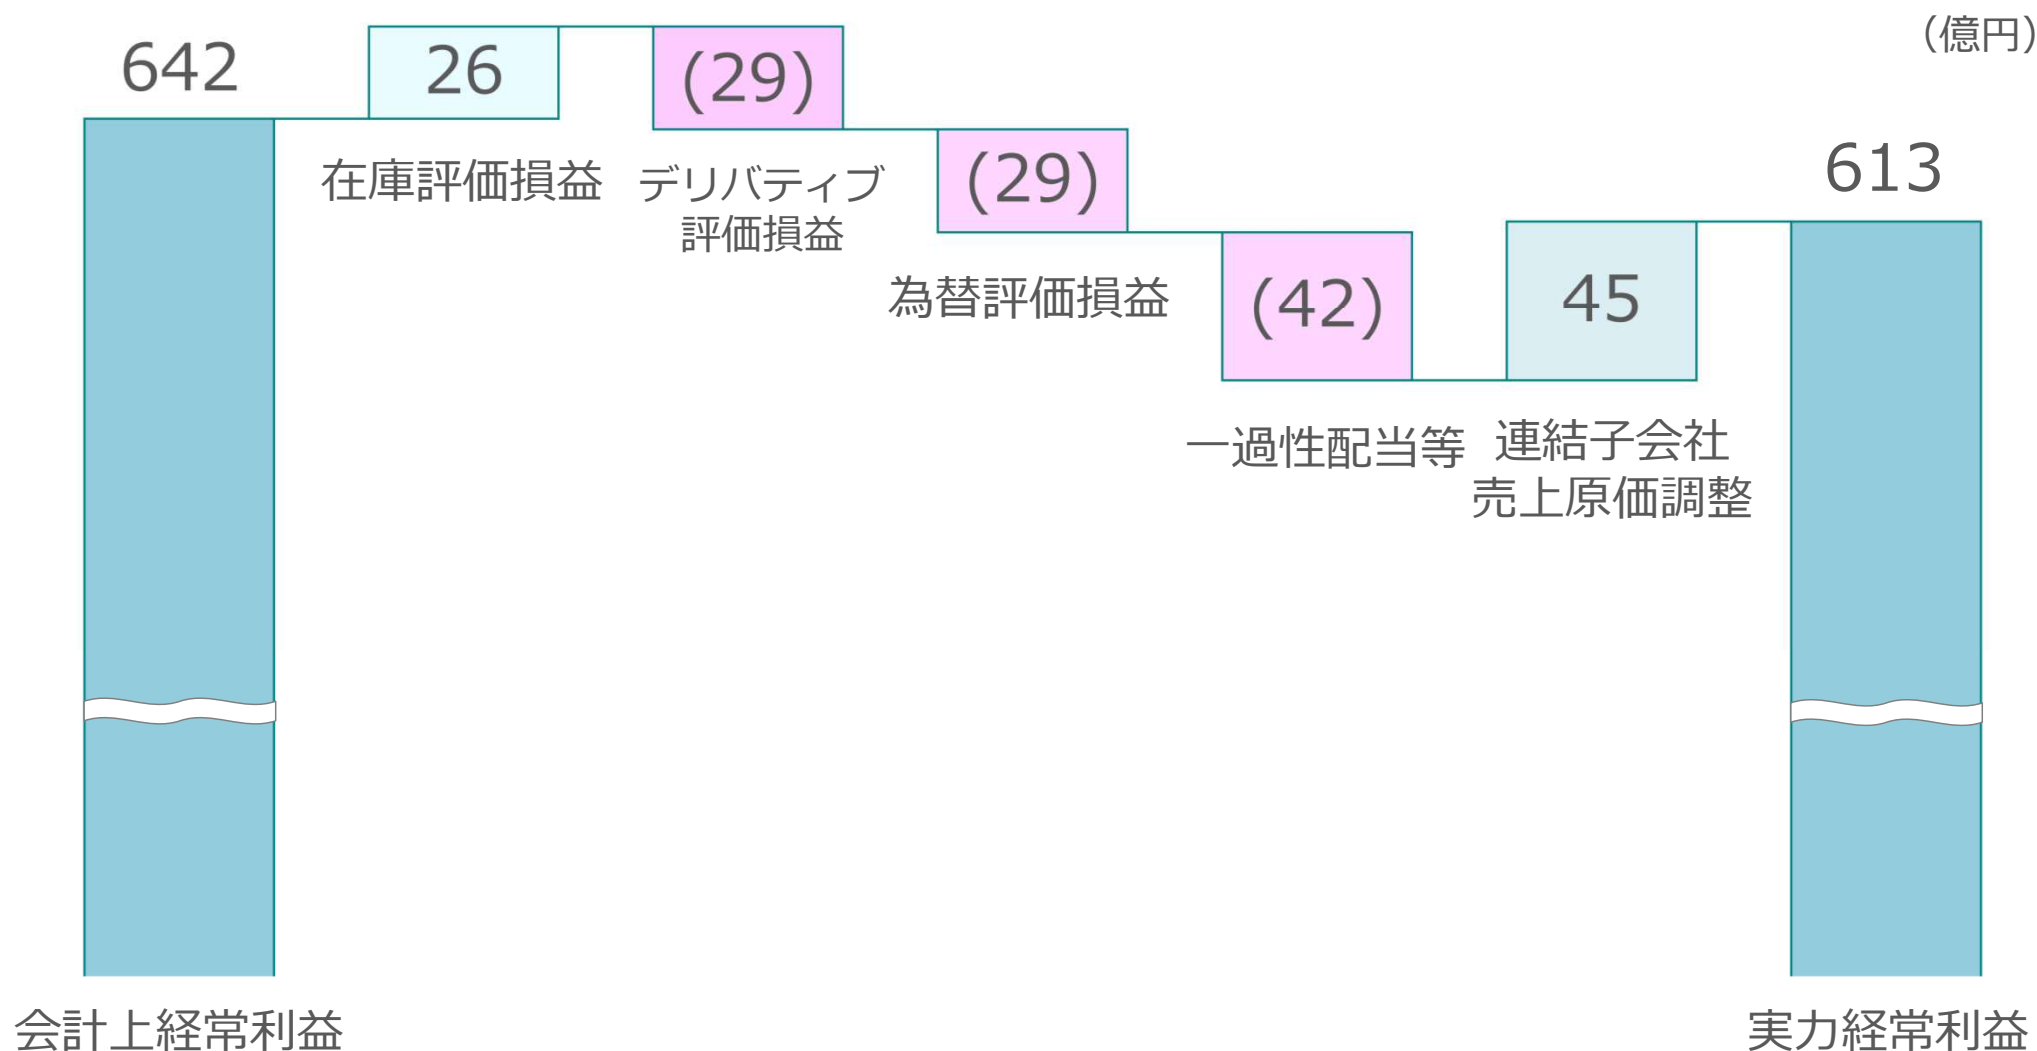 (億円)
642
26
(29)
(29)
(42)
45
613
在庫評価損益
デリバティブ
評価損益
為替評価損益
一過性配当等
連結子会社
売上原価調整
会計上経常利益
実力経常利益